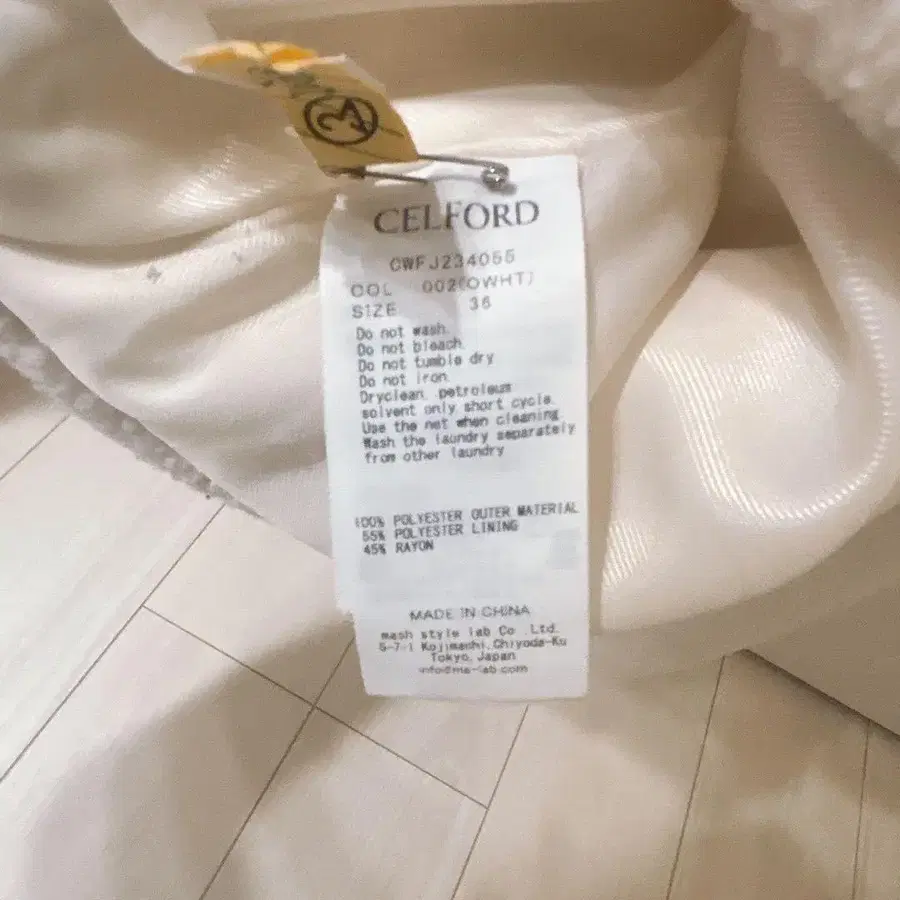 CELFORD
CWFJ234055
COL 002(OWHT)
SIZE 36
Do not wash
Do not bleach
Do not tumble dry
Do not iron
Dryclean, petroleum
solvent only, short cycle.
Use the net when cleaning
Wash the laundry separately
from other laundry
100% POLYESTER OUTER MATERIAL
55% POLYESTER LINING
45% RAYON
MADE IN CHINA
mash style lab Co .Ltd.
5-7-1 Kojimachi, Chiyoda-Ku
Tokyo, Japan
info@ms-lab.com